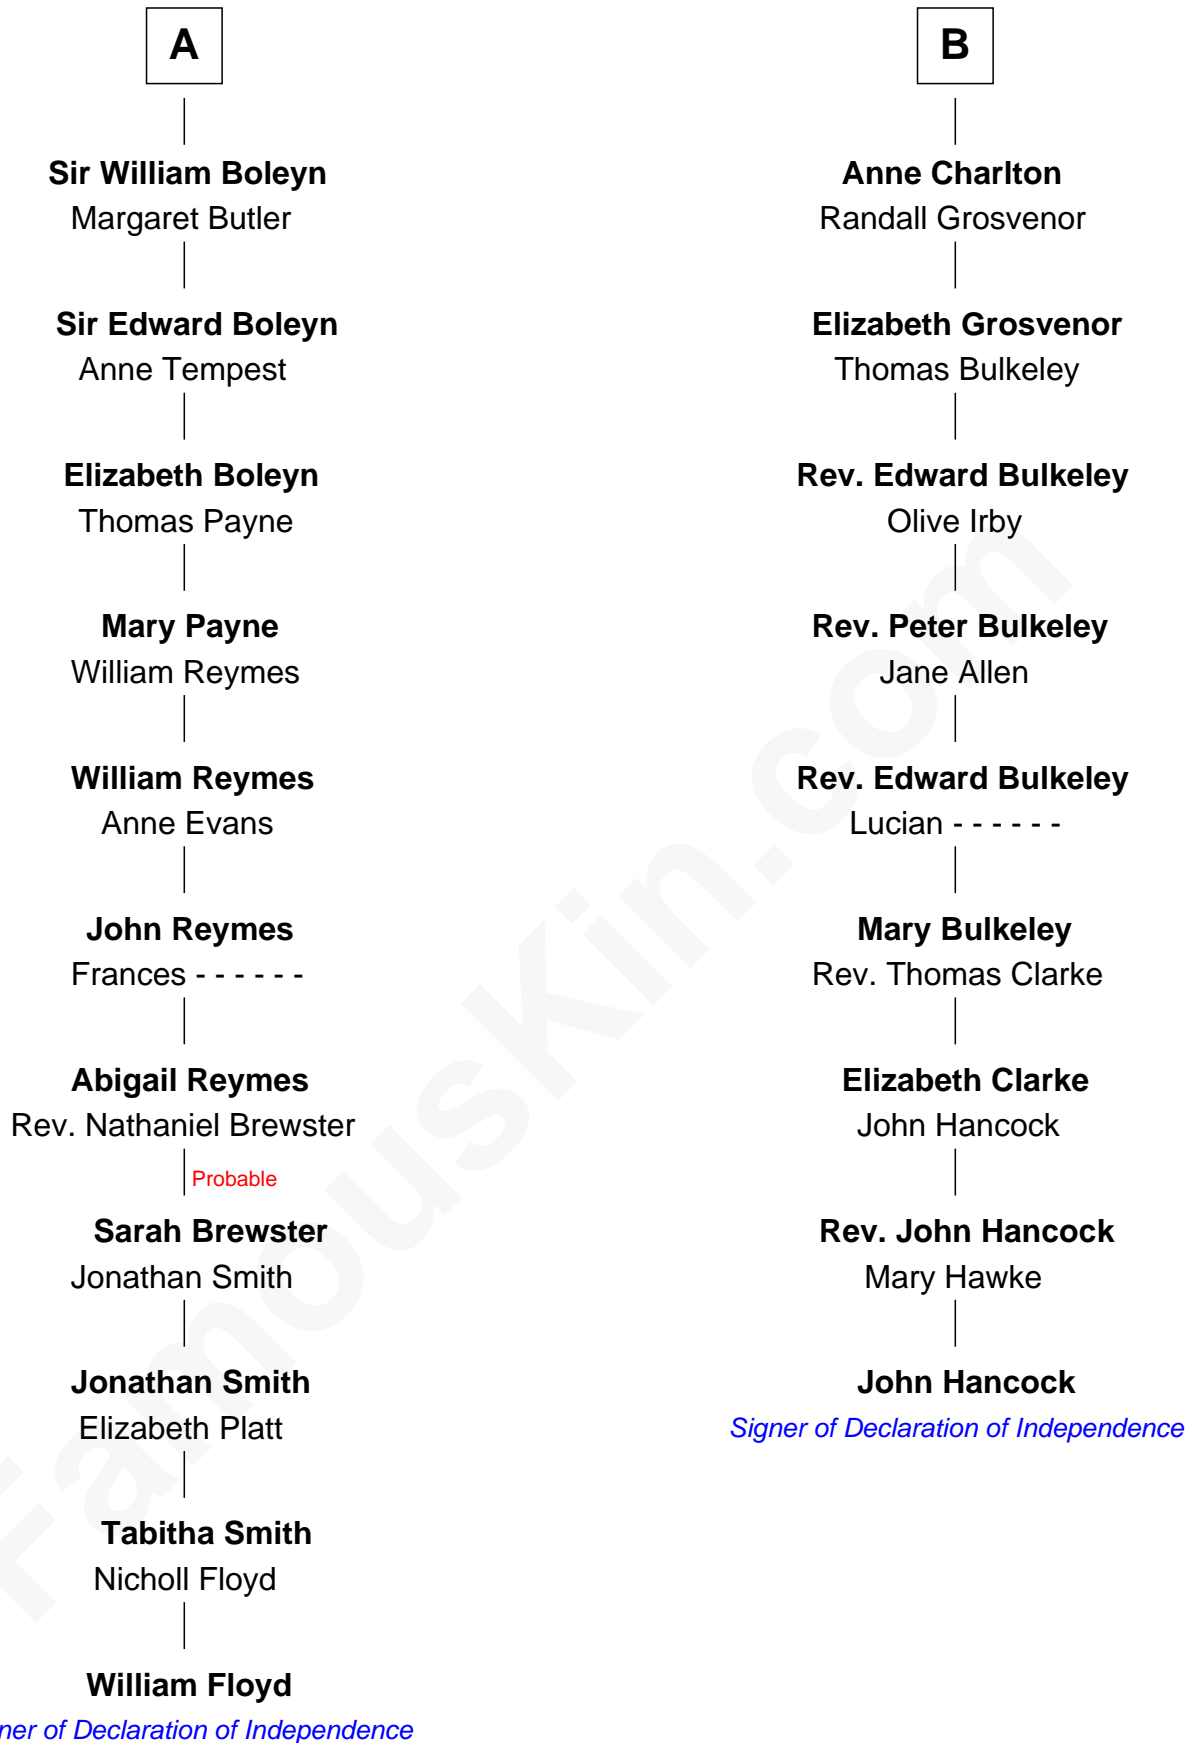 A
Sir William Boleyn
Margaret Butler
Sir Edward Boleyn
Anne Tempest
Elizabeth Boleyn
Thomas Payne
Mary Payne
William Reymes
William Reymes
Anne Evans
John Reymes
Frances - - - - - -
Abigail Reymes
Rev. Nathaniel Brewster
Probable
Sarah Brewster
Jonathan Smith
Jonathan Smith
Elizabeth Platt
Tabitha Smith
Nicholl Floyd
William Floyd
ner of Declaration of Independence
B
Anne Charlton
Randall Grosvenor
Elizabeth Grosvenor
Thomas Bulkeley
Rev. Edward Bulkeley
Olive Irby
Rev. Peter Bulkeley
Jane Allen
Rev. Edward Bulkeley
Lucian - - - - - -
Mary Bulkeley
Rev. Thomas Clarke
Elizabeth Clarke
John Hancock
Rev. John Hancock
Mary Hawke
John Hancock
Signer of Declaration of Independence
FamousKin.com